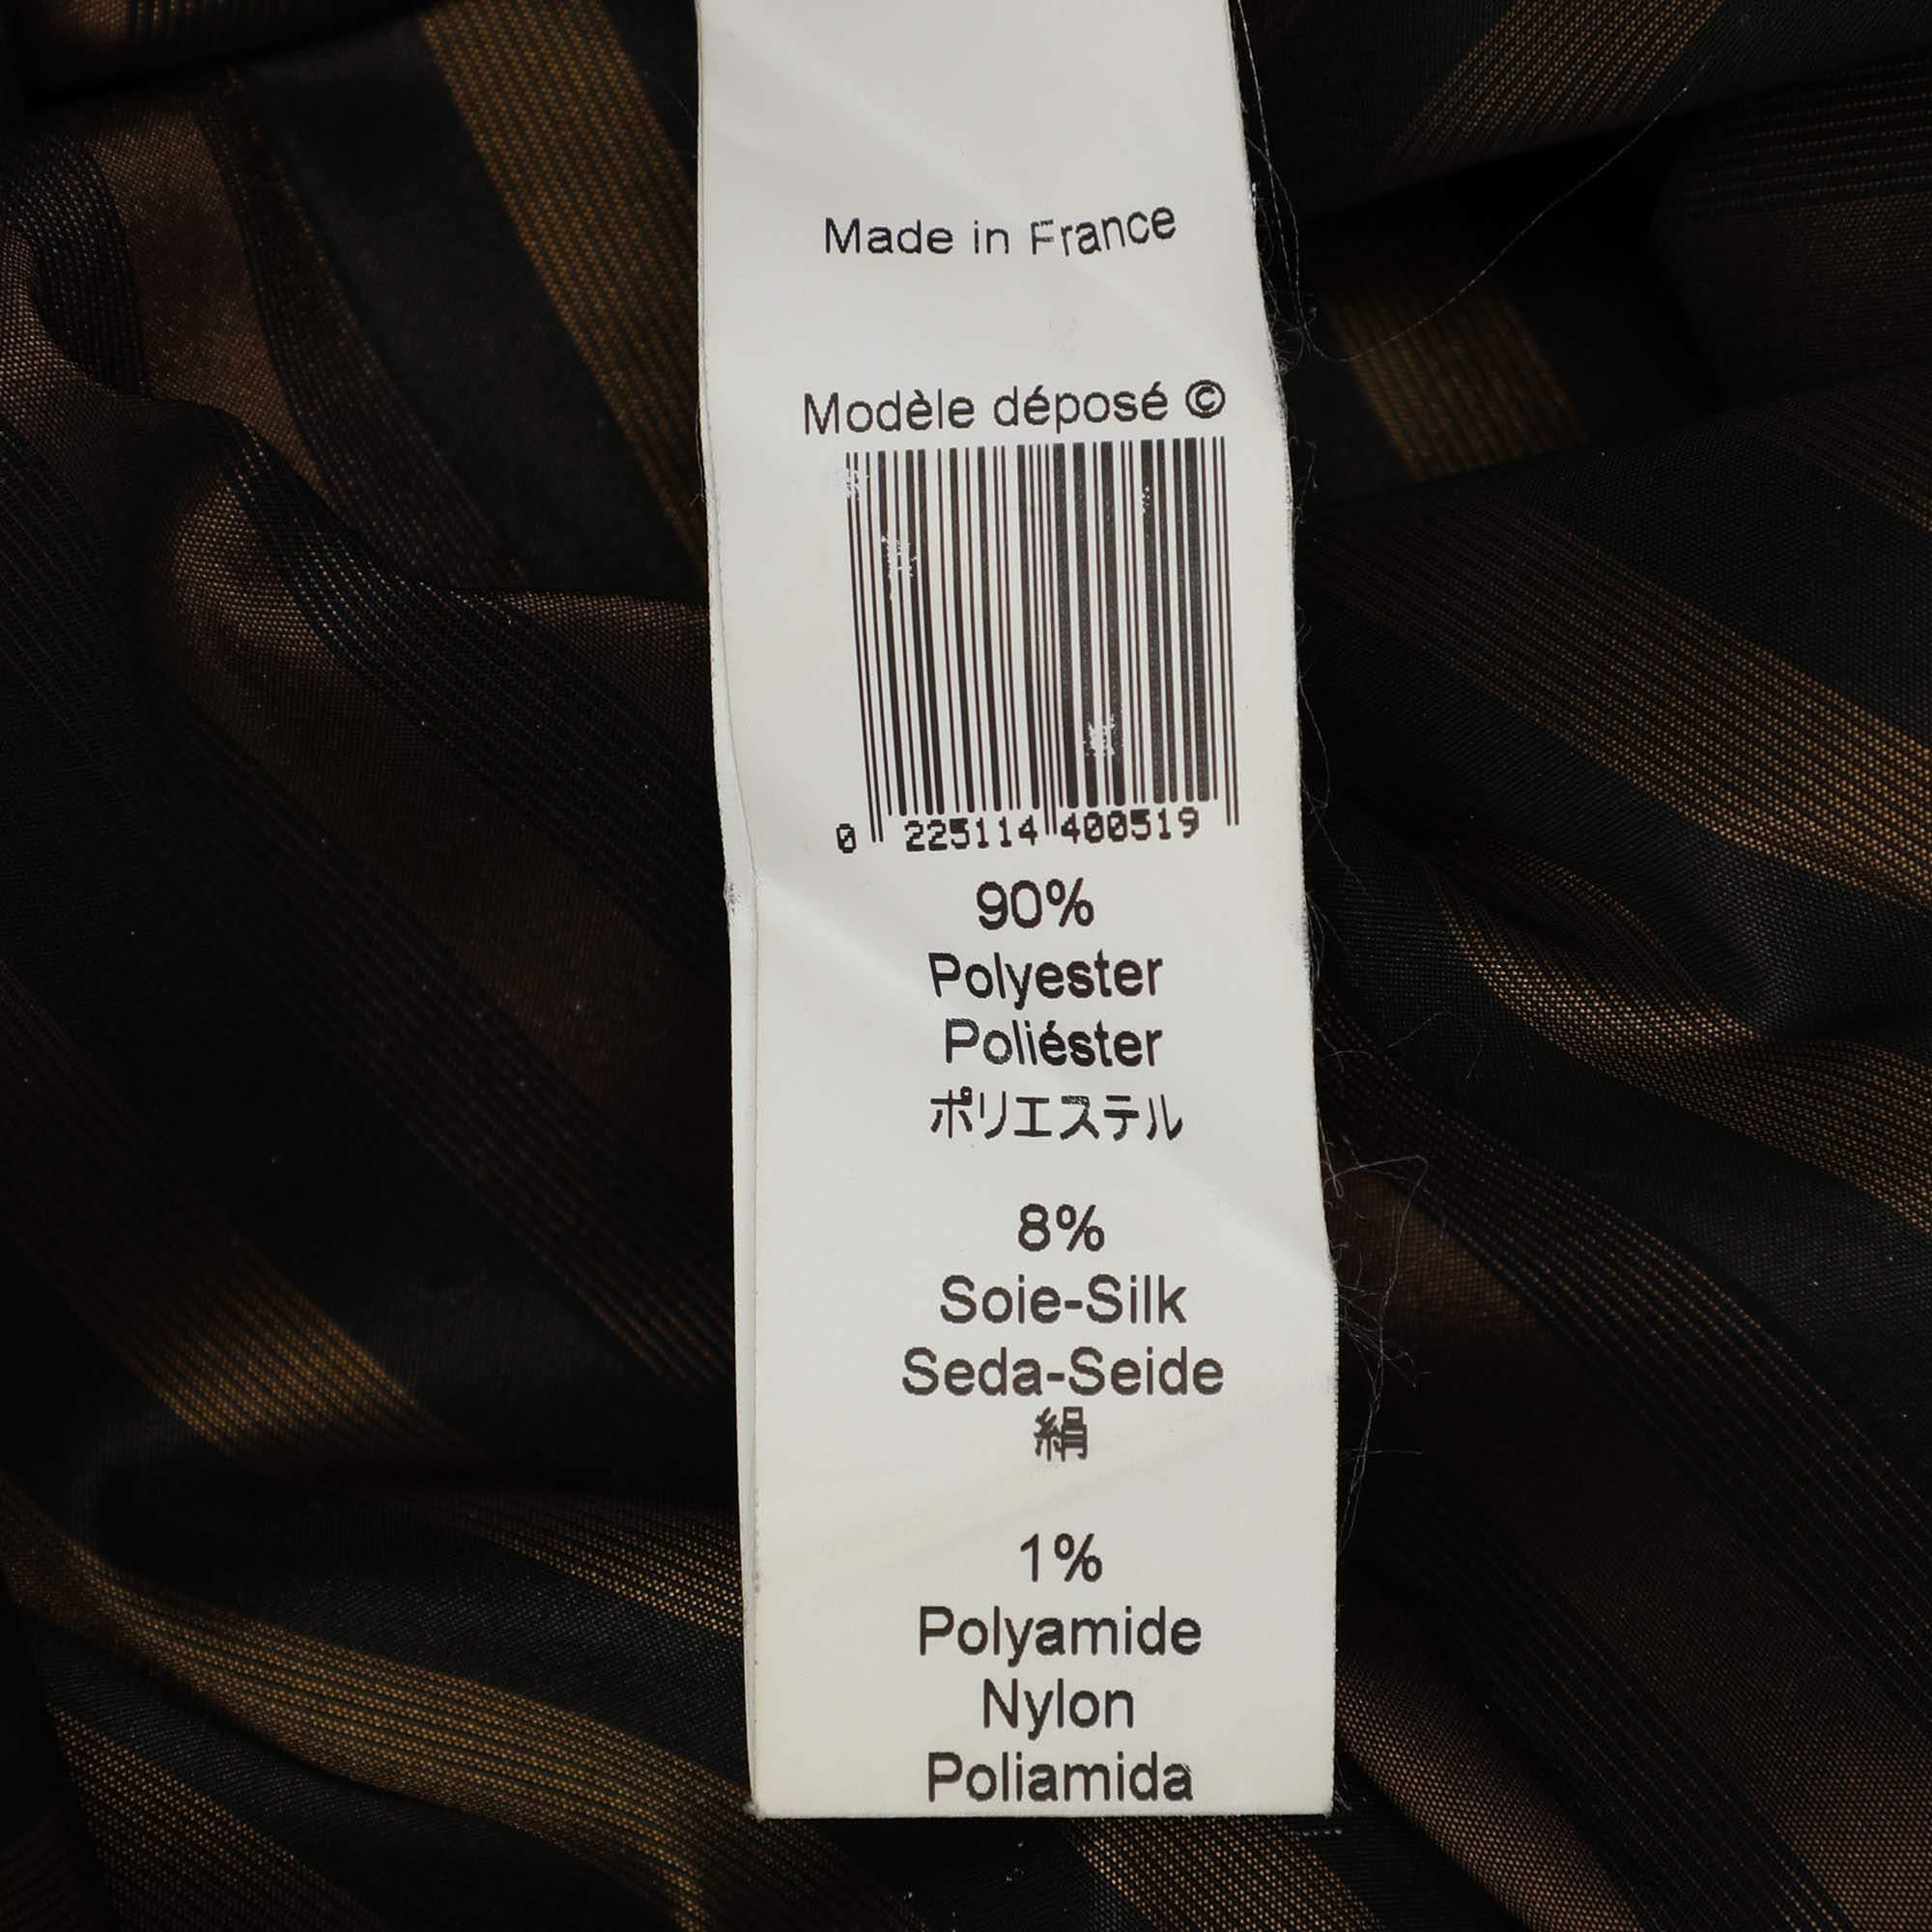 Made in France
Modèle déposé ©
0 225114 400519
90%
Polyester
Poliéster
ポリエステル
8%
Soie-Silk
Seda-Seide
絹
1%
Polyamide
Nylon
Poliamida